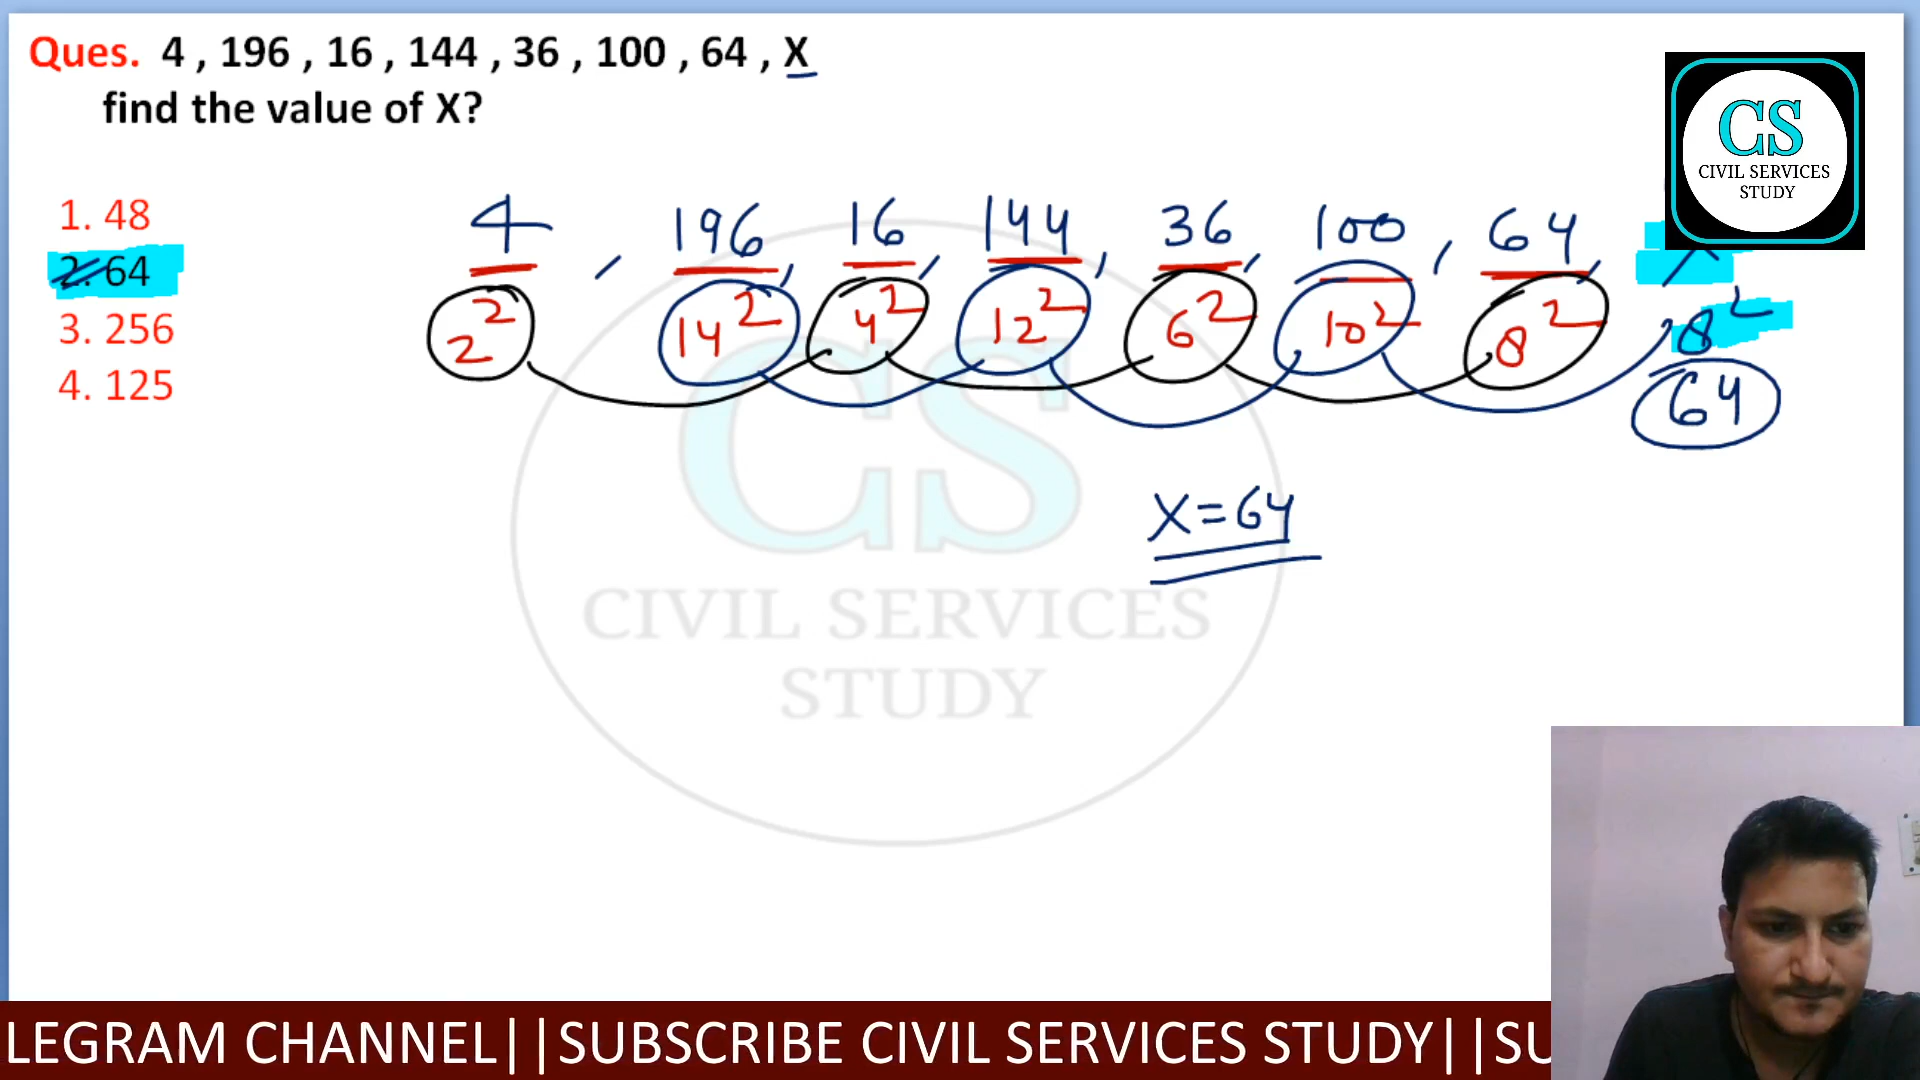 Ques. 4 , 196 , 16 , 144 , 36 , 100 , 64 , X
find the value of X?
CS
CIVIL SERVICES
STUDY
1. 48
2. 64
3. 256
4. 125
4 , 196 , 16 , 144 , 36 , 100 , 64 , X
2² 14² 4² 12² 6² 10² 8² 8²
64
X = 64
CS
CIVIL SERVICES
STUDY
LEGRAM CHANNEL||SUBSCRIBE CIVIL SERVICES STUDY||SU